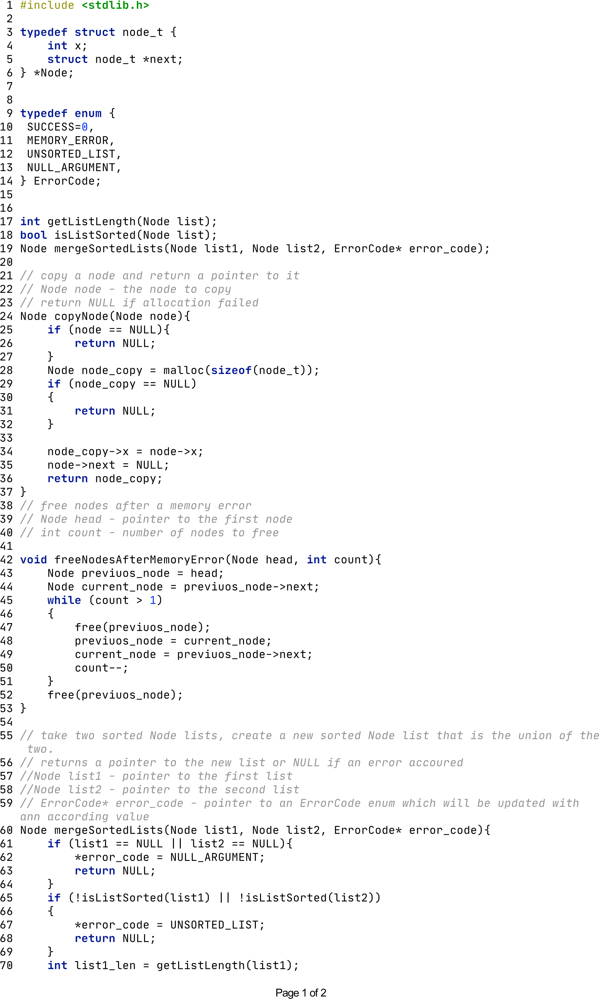 1 #include <stdlib.h>
2
3 typedef struct node_t {
4     int x;
5     struct node_t *next;
6 } *Node;
7
8
9 typedef enum {
10  SUCCESS=0,
11  MEMORY_ERROR,
12  UNSORTED_LIST,
13  NULL_ARGUMENT,
14 } ErrorCode;
15
16
17 int getListLength(Node list);
18 bool isListSorted(Node list);
19 Node mergeSortedLists(Node list1, Node list2, ErrorCode* error_code);
20
21 // copy a node and return a pointer to it
22 // Node node - the node to copy
23 // return NULL if allocation failed
24 Node copyNode(Node node){
25     if (node == NULL){
26         return NULL;
27     }
28     Node node_copy = malloc(sizeof(node_t));
29     if (node_copy == NULL)
30     {
31         return NULL;
32     }
33
34     node_copy->x = node->x;
35     node->next = NULL;
36     return node_copy;
37 }
38 // free nodes after a memory error
39 // Node head - pointer to the first node
40 // int count - number of nodes to free
41
42 void freeNodesAfterMemoryError(Node head, int count){
43     Node previuos_node = head;
44     Node current_node = previuos_node->next;
45     while (count > 1)
46     {
47         free(previuos_node);
48         previuos_node = current_node;
49         current_node = previuos_node->next;
50         count--;
51     }
52     free(previuos_node);
53 }
54
55 // take two sorted Node lists, create a new sorted Node list that is the union of the
two.
56 // returns a pointer to the new list or NULL if an error accoured
57 //Node list1 - pointer to the first list
58 //Node list2 - pointer to the second list
59 // ErrorCode* error_code - pointer to an ErrorCode enum which will be updated with
ann according value
60 Node mergeSortedLists(Node list1, Node list2, ErrorCode* error_code){
61     if (list1 == NULL || list2 == NULL){
62         *error_code = NULL_ARGUMENT;
63         return NULL;
64     }
65     if (!isListSorted(list1) || !isListSorted(list2))
66     {
67         *error_code = UNSORTED_LIST;
68         return NULL;
69     }
70     int list1_len = getListLength(list1);
Page 1 of 2